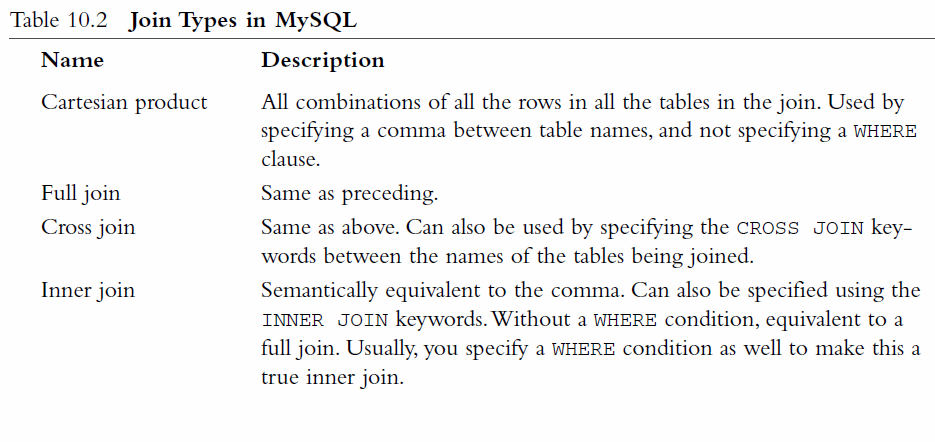 Table 10.2 Join Types in MySQL
Name Description
Cartesian product All combinations of all the rows in all the tables in the join. Used by
specifying a comma between table names, and not specifying a WHERE
clause.
Full join Same as preceding.
Cross join Same as above. Can also be used by specifying the CROSS JOIN key-
words between the names of the tables being joined.
Inner join Semantically equivalent to the comma. Can also be specified using the
INNER JOIN keywords. Without a WHERE condition, equivalent to a
full join. Usually, you specify a WHERE condition as well to make this a
true inner join.